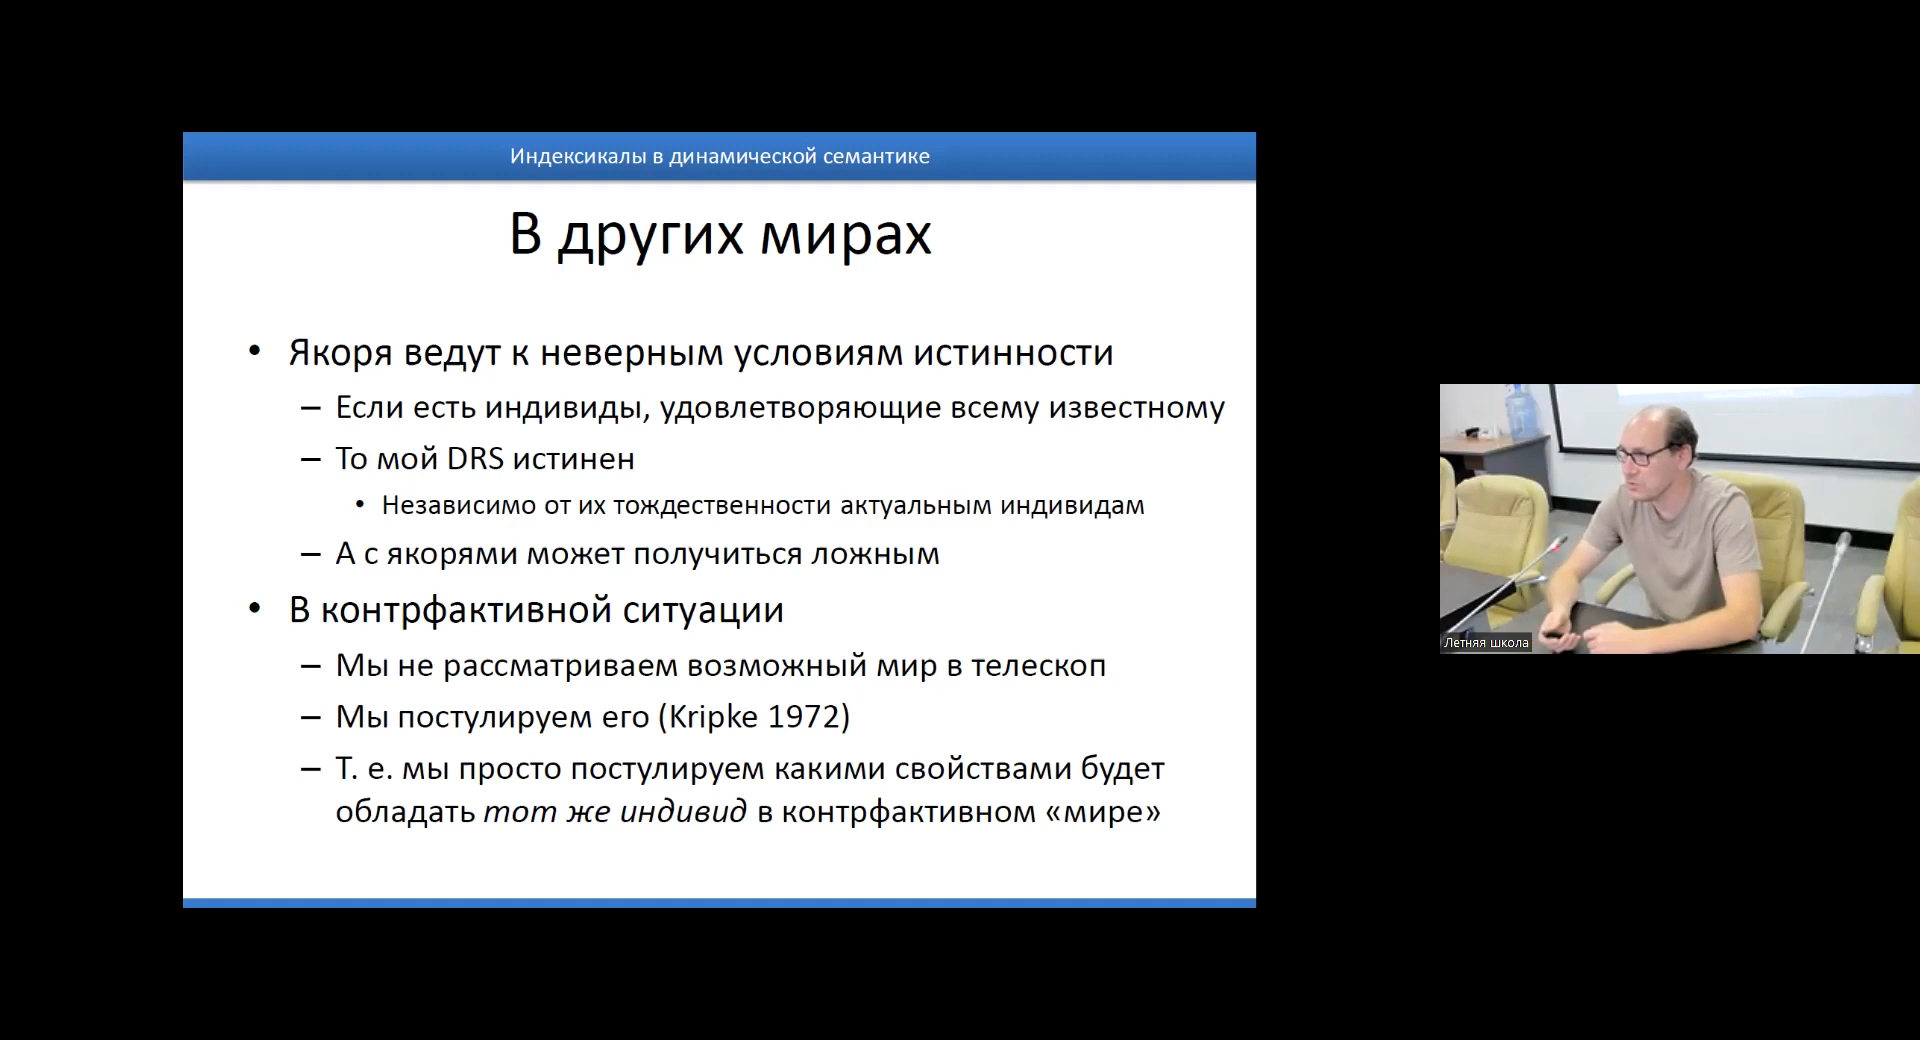 Индексикалы в динамической семантике
В других мирах
• Якоря ведут к неверным условиям истинности
– Если есть индивиды, удовлетворяющие всему известному
– То мой DRS истинен
• Независимо от их тождественности актуальным индивидам
– А с якорями может получиться ложным
• В контрфактивной ситуации
– Мы не рассматриваем возможный мир в телескоп
– Мы постулируем его (Kripke 1972)
– Т. е. мы просто постулируем какими свойствами будет
обладать тот же индивид в контрфактивном «мире»
Летняя школа